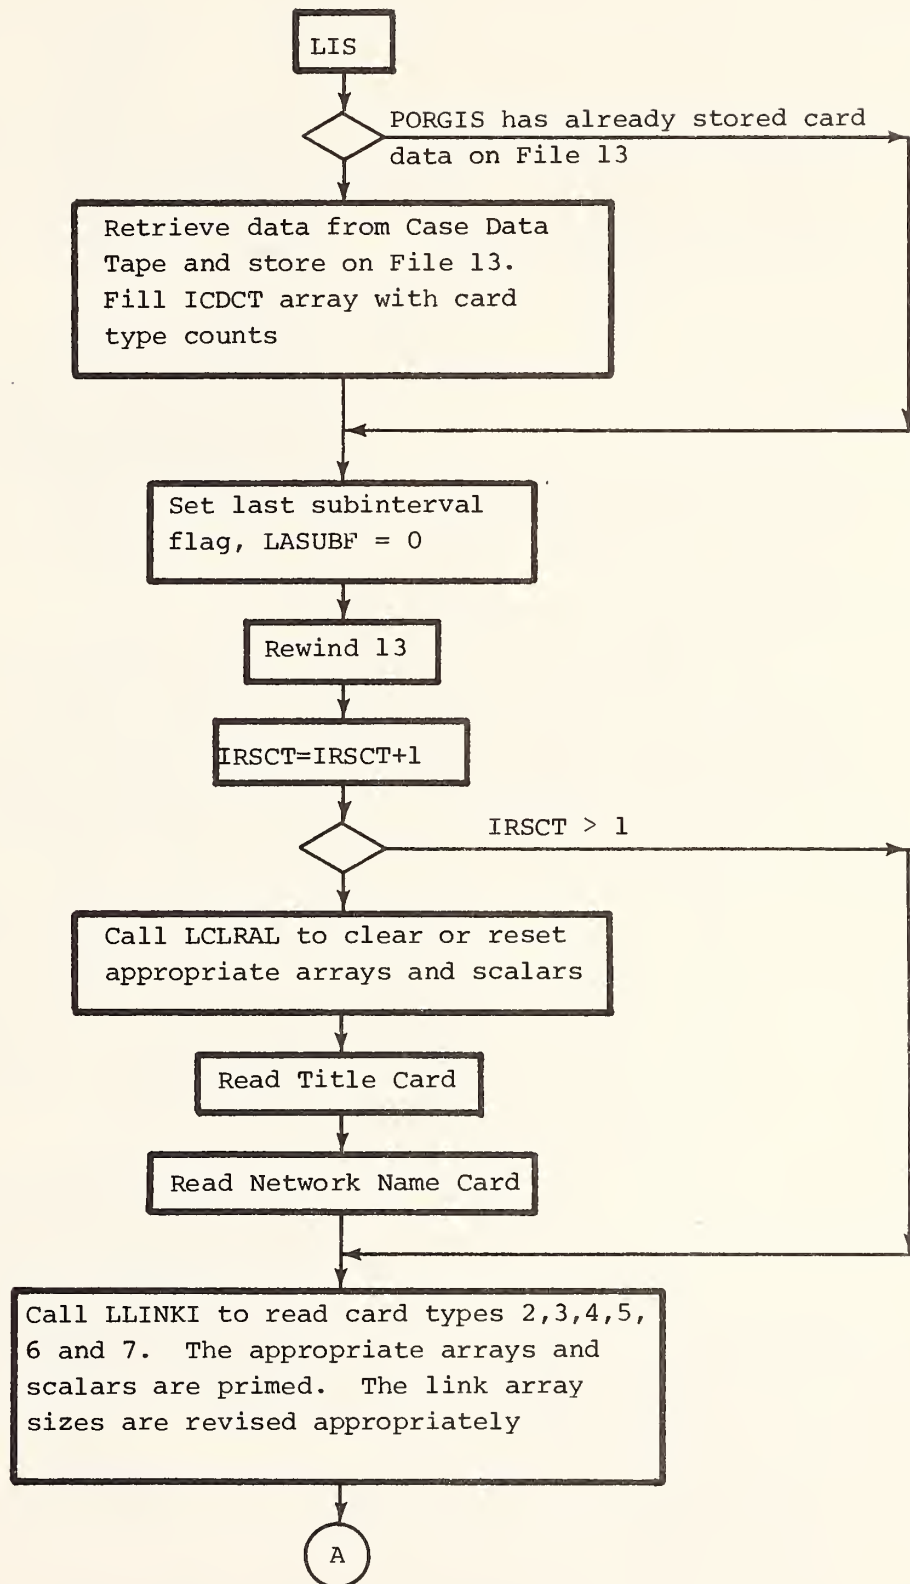 LIS
PORGIS has already stored card
data on File 13
Retrieve data from Case Data
Tape and store on File 13.
Fill ICDCT array with card
type counts
Set last subinterval
flag, LASUBF = 0
Rewind 13
IRSCT=IRSCT+1
IRSCT > 1
Call LCLRAL to clear or reset
appropriate arrays and scalars
Read Title Card
Read Network Name Card
Call LLINKI to read card types 2,3,4,5,
6 and 7.  The appropriate arrays and
scalars are primed.  The link array
sizes are revised appropriately
A